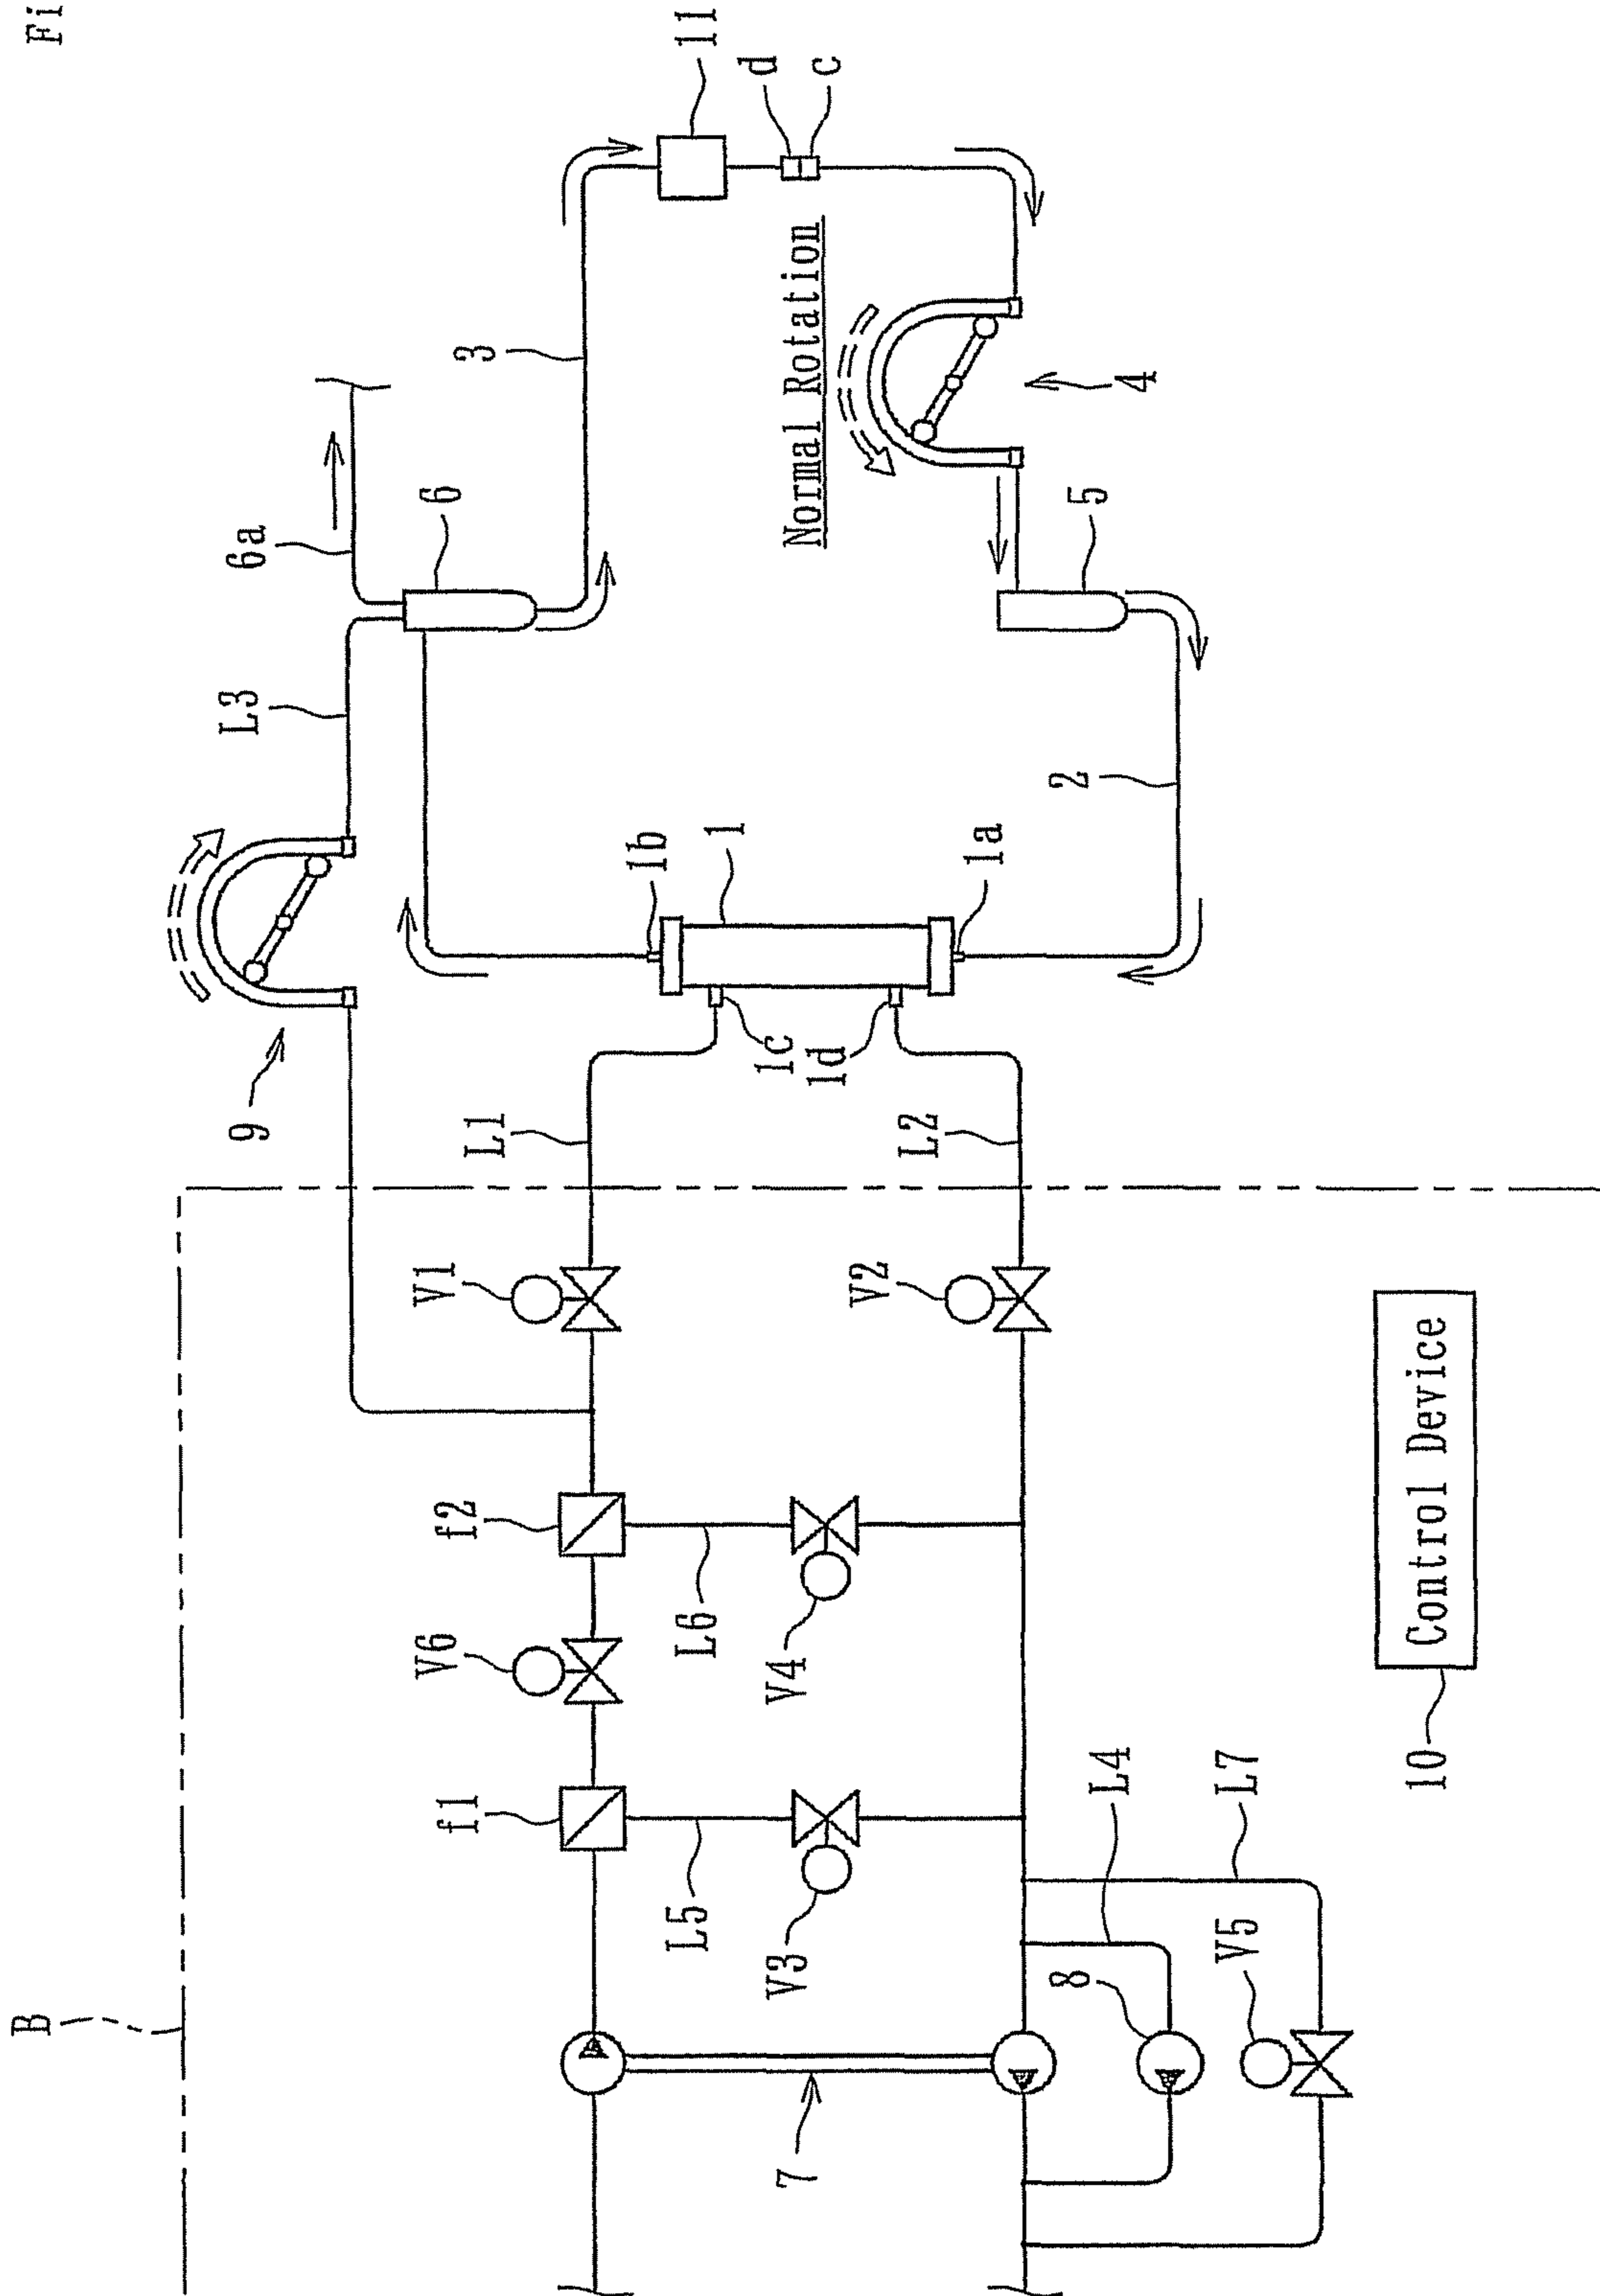 Fi
11
d
c
3
Normal Rotation
4
6a
6
5
L3
2
1b
1
1a
9
1c
1d
L1
L2
V1
V2
f2
L6
V4
V6
Control Device
10
f1
L5
V3
L4
L7
8
V5
B
7